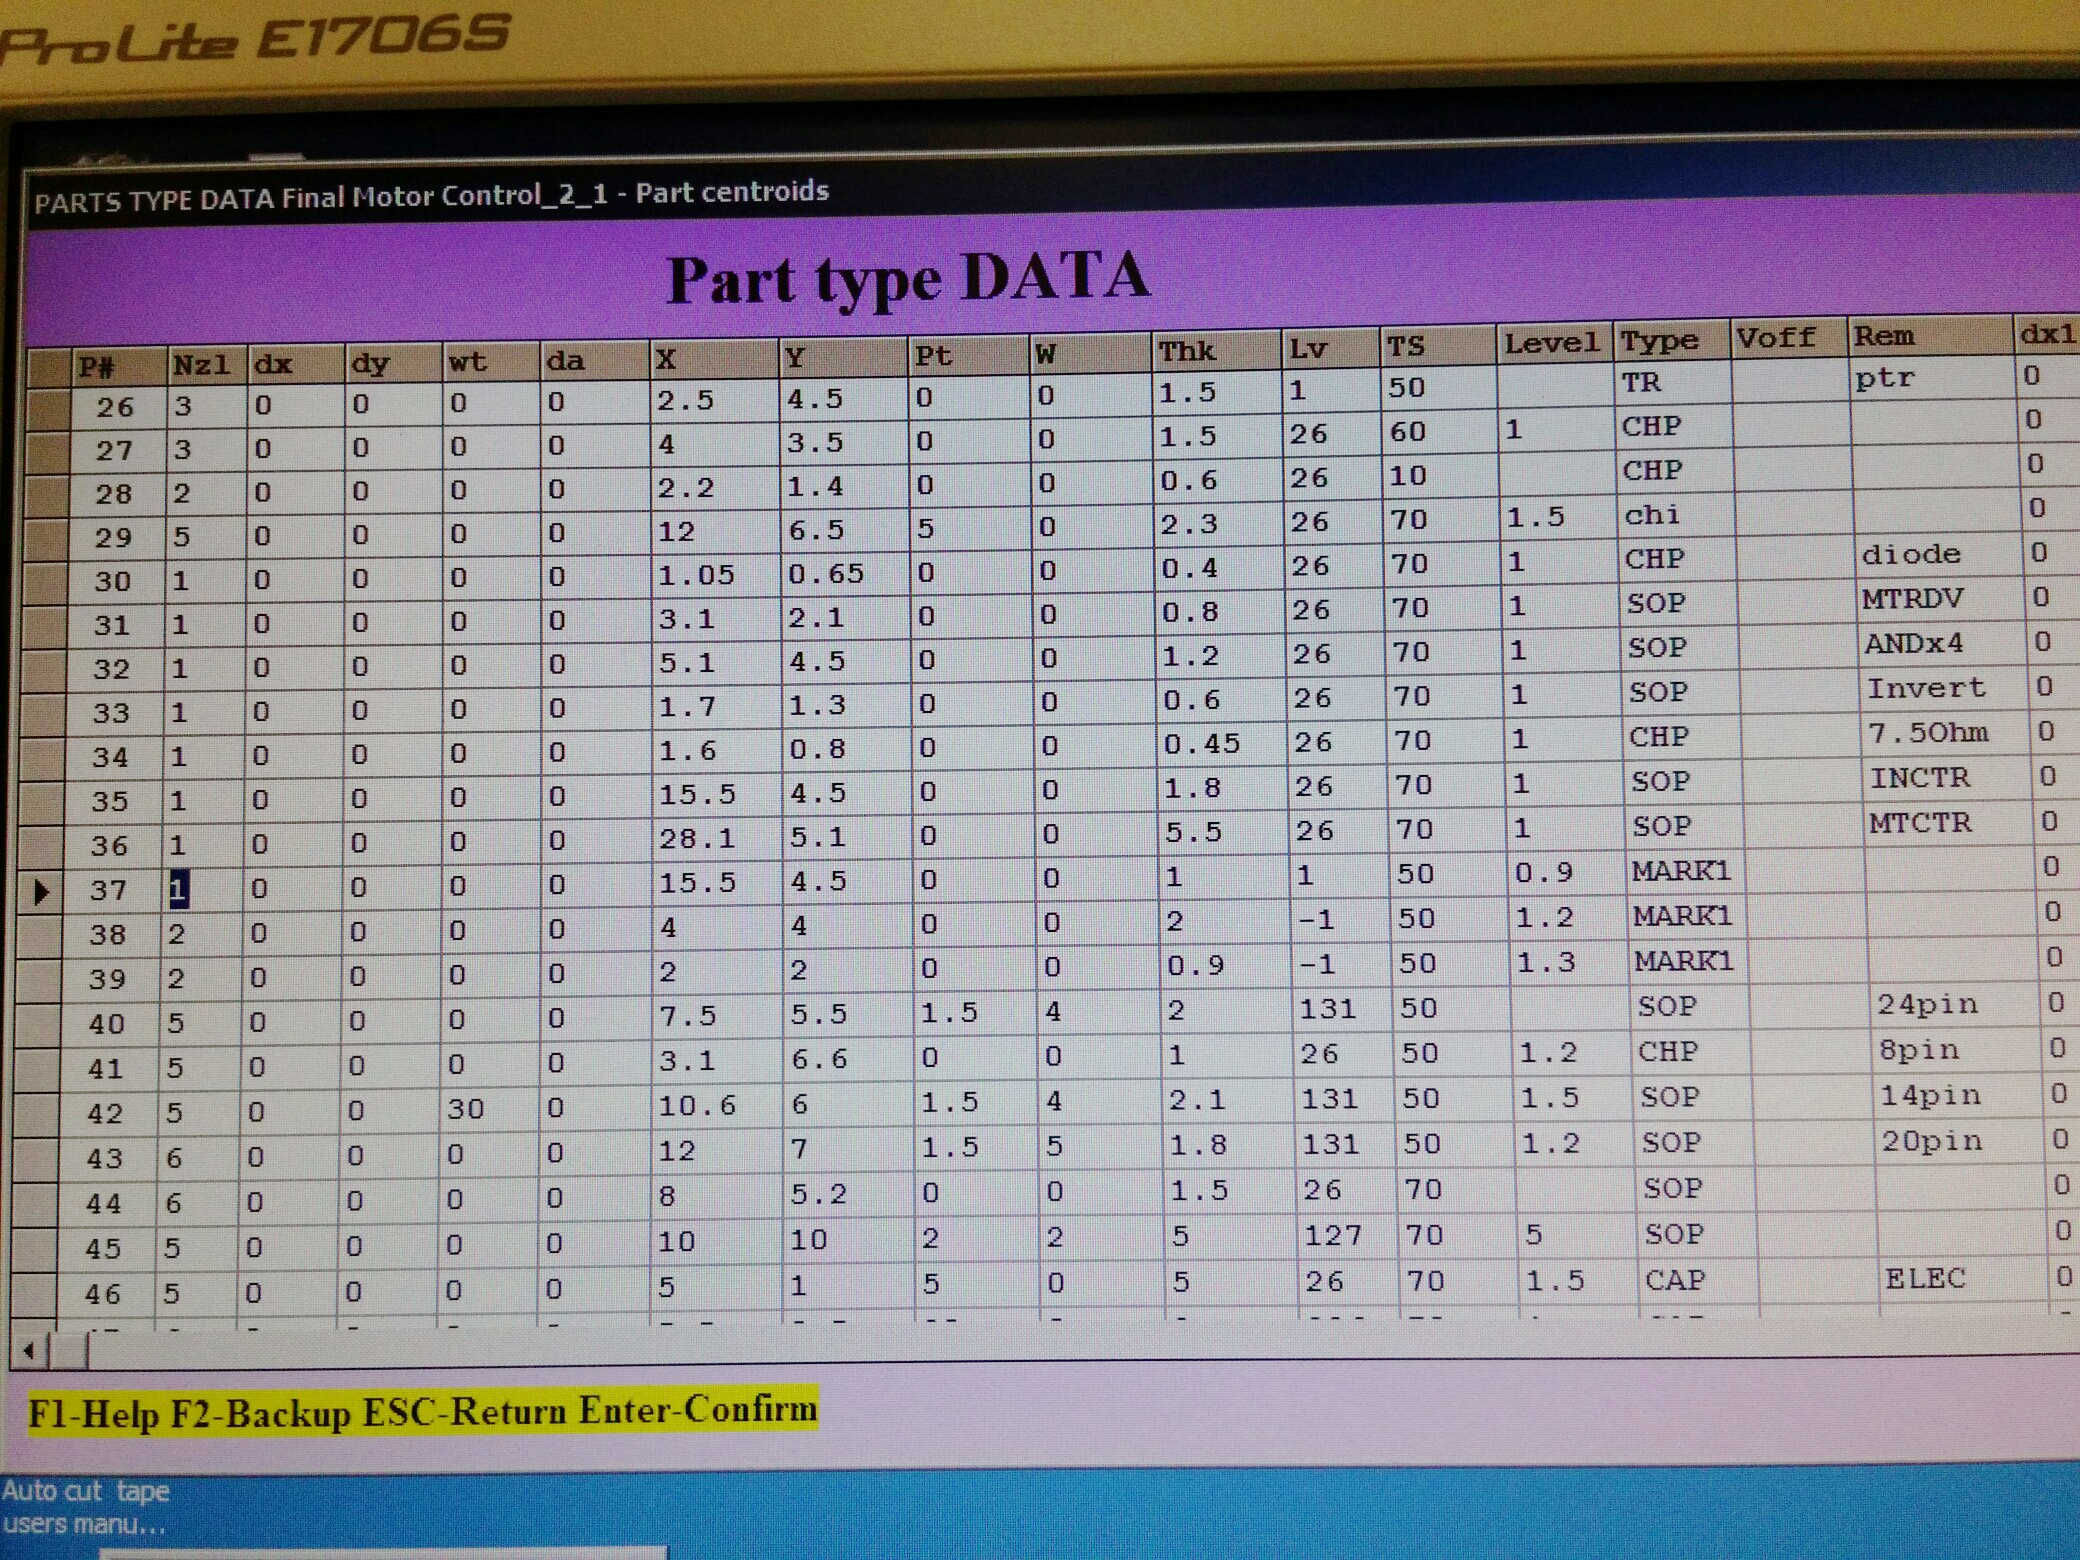 ProLite E1706S
PARTS TYPE DATA Final Motor Control_2_1 - Part centroids
Part type DATA
P# Nzl dx dy wt da X Y Pt W Thk Lv TS Level Type Voff Rem dx1
26 3 0 0 0 0 2.5 4.5 0 0 1.5 1 50 TR ptr 0
27 3 0 0 0 0 4 3.5 0 0 1.5 26 60 1 CHP 0
28 2 0 0 0 0 2.2 1.4 0 0 0.6 26 10 CHP 0
29 5 0 0 0 0 12 6.5 5 0 2.3 26 70 1.5 chi 0
30 1 0 0 0 0 1.05 0.65 0 0 0.4 26 70 1 CHP diode 0
31 1 0 0 0 0 3.1 2.1 0 0 0.8 26 70 1 SOP MTRDV 0
32 1 0 0 0 0 5.1 4.5 0 0 1.2 26 70 1 SOP ANDx4 0
33 1 0 0 0 0 1.7 1.3 0 0 0.6 26 70 1 SOP Invert 0
34 1 0 0 0 0 1.6 0.8 0 0 0.45 26 70 1 CHP 7.5Ohm 0
35 1 0 0 0 0 15.5 4.5 0 0 1.8 26 70 1 SOP INCTR 0
36 1 0 0 0 0 28.1 5.1 0 0 5.5 26 70 1 SOP MTCTR 0
37 1 0 0 0 0 15.5 4.5 0 0 1 1 50 0.9 MARK1 0
38 2 0 0 0 0 4 4 0 0 2 -1 50 1.2 MARK1 0
39 2 0 0 0 0 2 2 0 0 0.9 -1 50 1.3 MARK1 0
40 5 0 0 0 0 7.5 5.5 1.5 4 2 131 50 SOP 24pin 0
41 5 0 0 0 0 3.1 6.6 0 0 1 26 50 1.2 CHP 8pin 0
42 5 0 0 30 0 10.6 6 1.5 4 2.1 131 50 1.5 SOP 14pin 0
43 6 0 0 0 0 12 7 1.5 5 1.8 131 50 1.2 SOP 20pin 0
44 6 0 0 0 0 8 5.2 0 0 1.5 26 70 SOP 0
45 5 0 0 0 0 10 10 2 2 5 127 70 5 SOP 0
46 5 0 0 0 0 5 1 5 0 5 26 70 1.5 CAP ELEC 0
F1-Help F2-Backup ESC-Return Enter-Confirm
Auto cut tape
users manu...